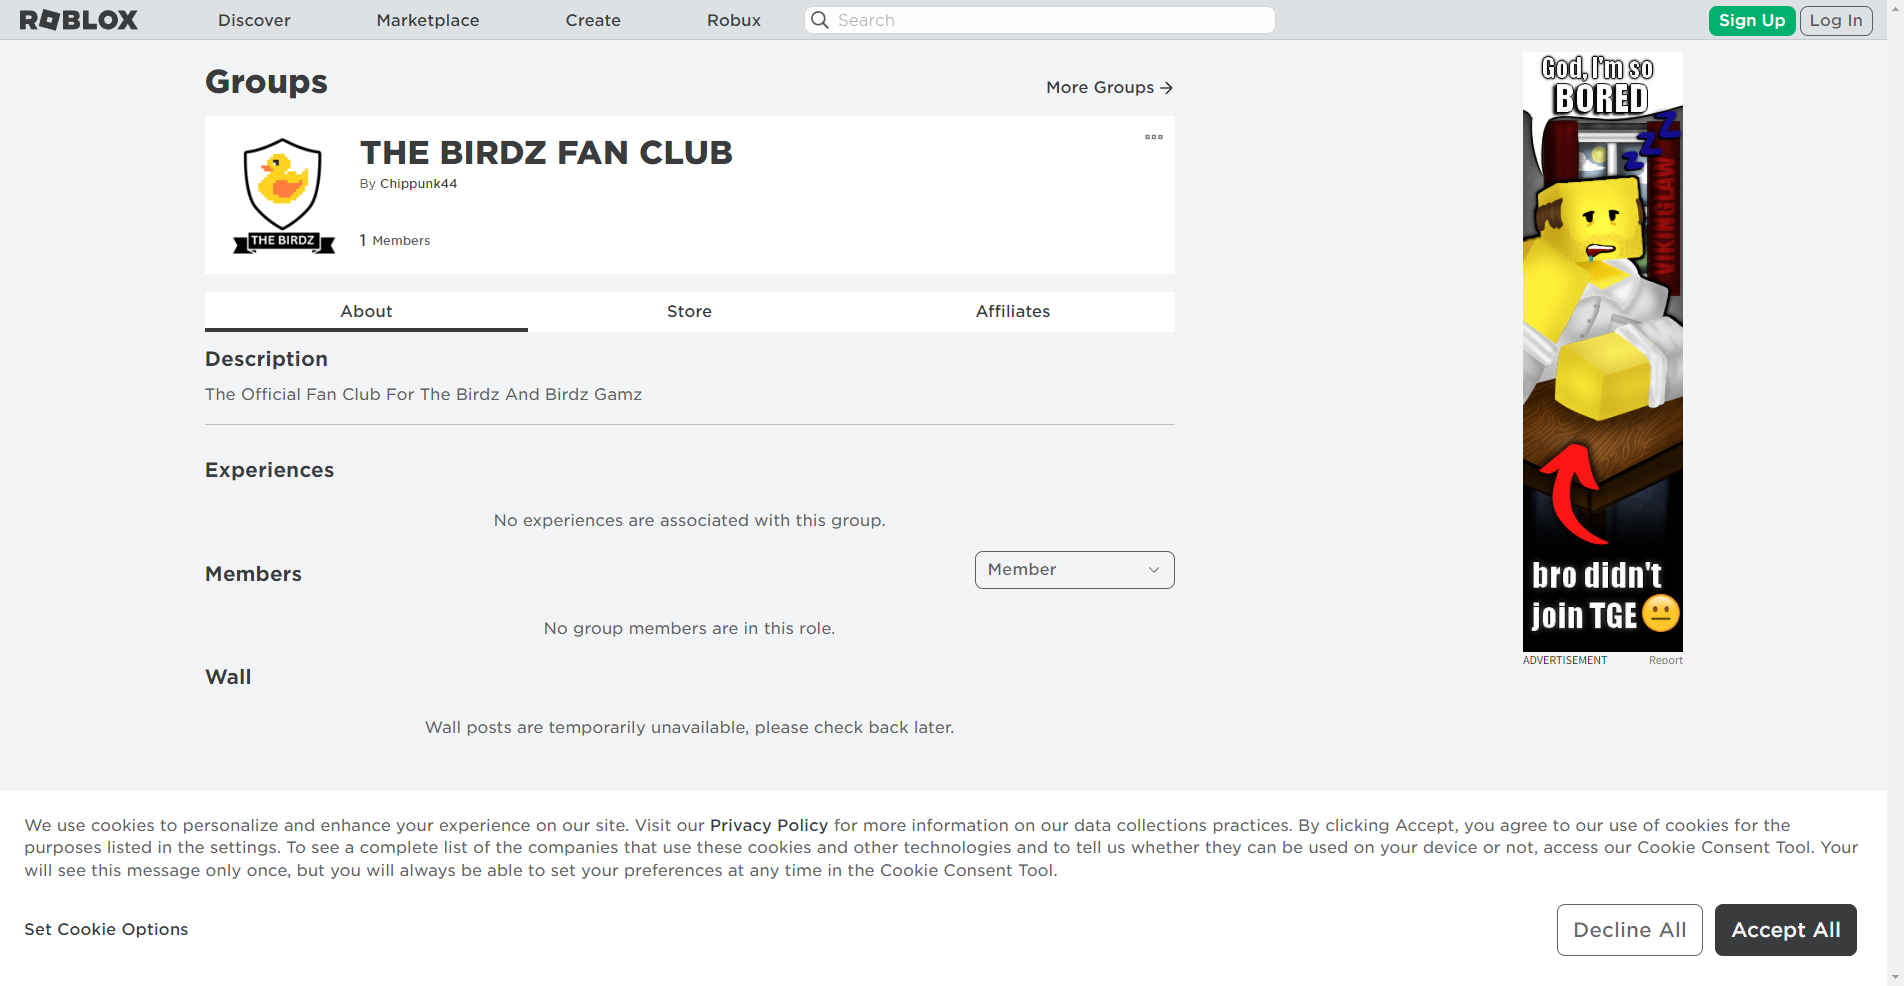 ROBLOX
Discover
Marketplace
Create
Robux
Search
Sign Up
Log In
Groups
More Groups →
THE BIRDZ
THE BIRDZ FAN CLUB
By Chippunk44
1 Members
About
Store
Affiliates
Description
The Official Fan Club For The Birdz And Birdz Gamz
Experiences
No experiences are associated with this group.
Members
Member
No group members are in this role.
Wall
Wall posts are temporarily unavailable, please check back later.
God, I'm so
BORED
zzZ
VIKINGLAW
bro didn't
join TGE
ADVERTISEMENT
Report
We use cookies to personalize and enhance your experience on our site. Visit our Privacy Policy for more information on our data collections practices. By clicking Accept, you agree to our use of cookies for the
purposes listed in the settings. To see a complete list of the companies that use these cookies and other technologies and to tell us whether they can be used on your device or not, access our Cookie Consent Tool. Your
will see this message only once, but you will always be able to set your preferences at any time in the Cookie Consent Tool.
Set Cookie Options
Decline All
Accept All